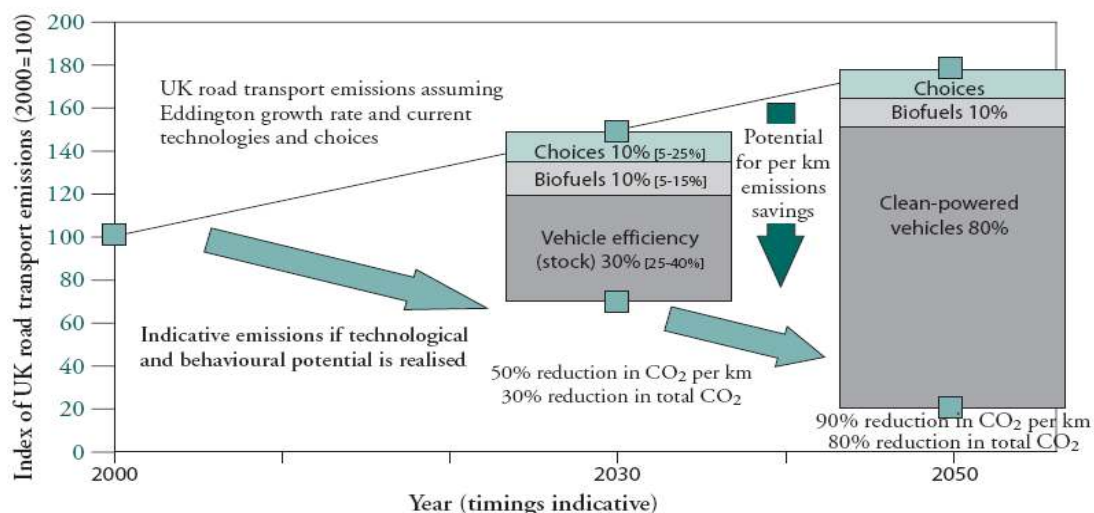 Index of UK road transport emissions (2000=100)
200
180
160
140
120
100
80
60
40
20
0
UK road transport emissions assuming
Eddington growth rate and current
technologies and choices
Indicative emissions if technological
and behavioural potential is realised
Choices 10% [5-25%]
Biofuels 10% [5-15%]
Vehicle efficiency
(stock) 30% [25-40%]
50% reduction in CO₂ per km
30% reduction in total CO₂
Potential
for per km
emissions
savings
Choices
Biofuels 10%
Clean-powered
vehicles 80%
90% reduction in CO₂ per km
80% reduction in total CO₂
2000
2030
2050
Year (timings indicative)